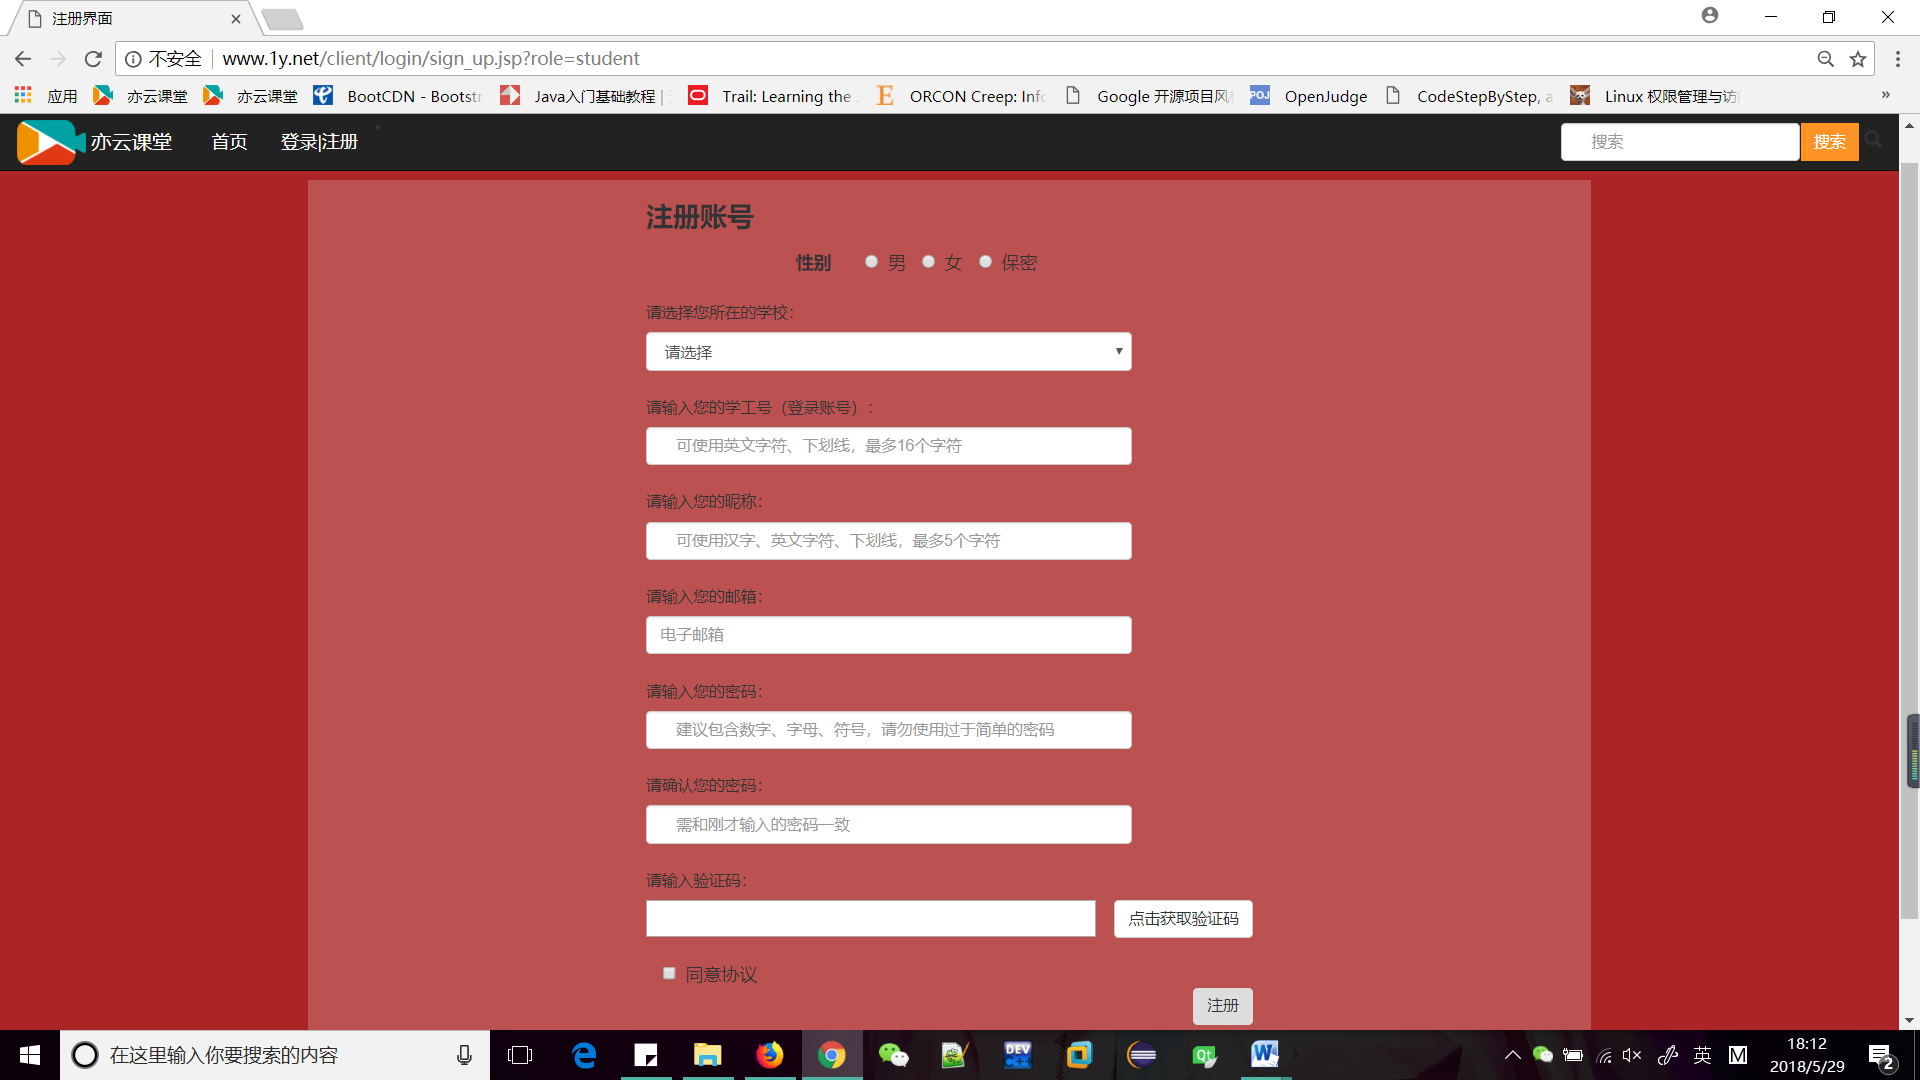 注册界面
不安全 www.1y.net/client/login/sign_up.jsp?role=student
应用 亦云课堂 亦云课堂 BootCDN - Bootstr Java入门基础教程 | Trail: Learning the ORCON Creep: Info Google 开源项目风 POJ OpenJudge CodeStepByStep, a Linux 权限管理与访 »
亦云课堂 首页 登录|注册 搜索 搜索
注册账号
性别 男 女 保密
请选择您所在的学校：
请选择
请输入您的学工号（登录账号）：
可使用英文字符、下划线，最多16个字符
请输入您的昵称：
可使用汉字、英文字符、下划线，最多5个字符
请输入您的邮箱：
电子邮箱
请输入您的密码：
建议包含数字、字母、符号，请勿使用过于简单的密码
请确认您的密码：
需和刚才输入的密码一致
请输入验证码：
点击获取验证码
同意协议
注册
在这里输入你要搜索的内容 DEV Qt W 英 M 18:12
2018/5/29 2